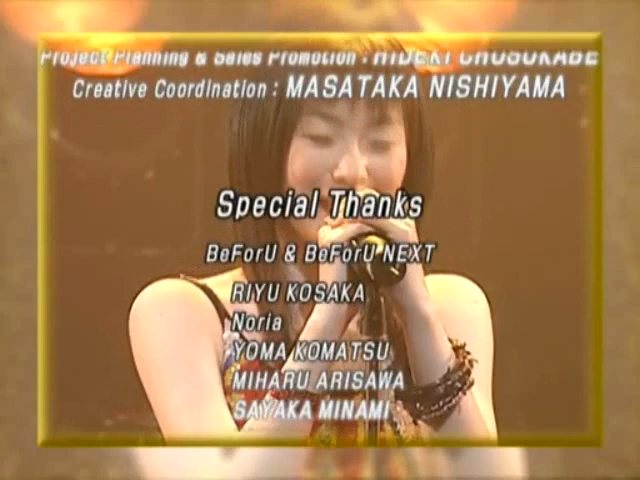 Project Planning & Sales Promotion : HIDEKI CHOSOKABE
Creative Coordination : MASATAKA NISHIYAMA
Special Thanks
BeForU & BeForU NEXT
RIYU KOSAKA
Noria
YOMA KOMATSU
MIHARU ARISAWA
SAYAKA MINAMI